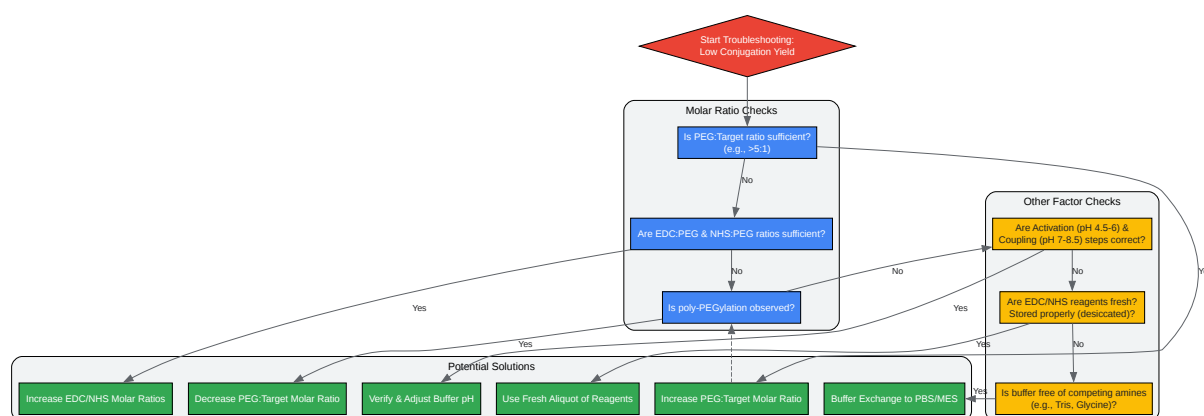 Start Troubleshooting:
Low Conjugation Yield
Molar Ratio Checks
Is PEG:Target ratio sufficient?
(e.g., >5:1)
No
Other Factor Checks
Are EDC:PEG & NHS:PEG ratios sufficient?
Are Activation (pH 4.5-6) &
Coupling (pH 7-8.5) steps correct?
No
No
No
Is poly-PEGylation observed?
Are EDC/NHS reagents fresh?
Stored properly (desiccated)?
Yes
Yes
Yes
Yes
No
Potential Solutions
Increase EDC/NHS Molar Ratios
Decrease PEG:Target Molar Ratio
Verify & Adjust Buffer pH
Use Fresh Aliquot of Reagents
Increase PEG:Target Molar Ratio
Buffer Exchange to PBS/MES
Yes
Is buffer free of competing amines
(e.g., Tris, Glycine)?